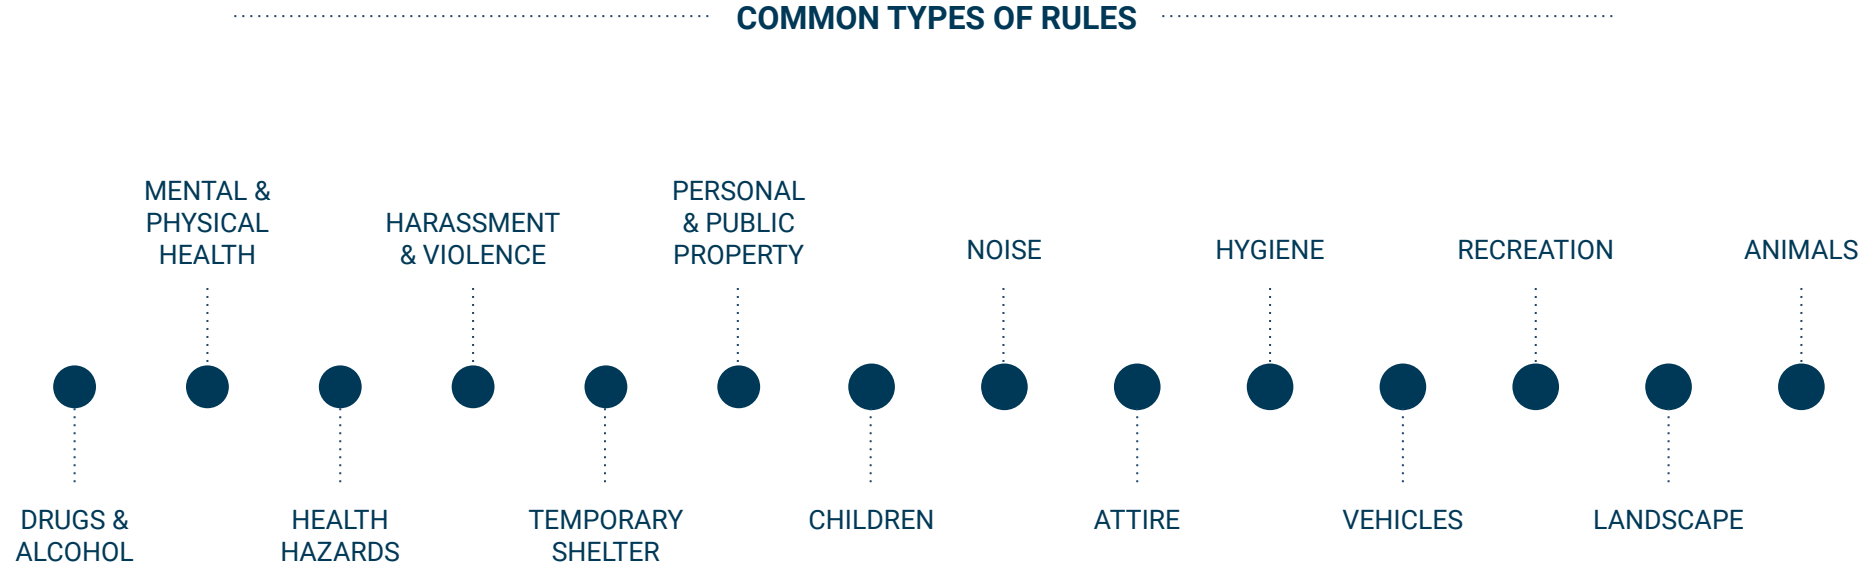 COMMON TYPES OF RULES
MENTAL &
PHYSICAL
HEALTH
HARASSMENT
& VIOLENCE
PERSONAL
& PUBLIC
PROPERTY
NOISE
HYGIENE
RECREATION
ANIMALS
DRUGS &
ALCOHOL
HEALTH
HAZARDS
TEMPORARY
SHELTER
CHILDREN
ATTIRE
VEHICLES
LANDSCAPE